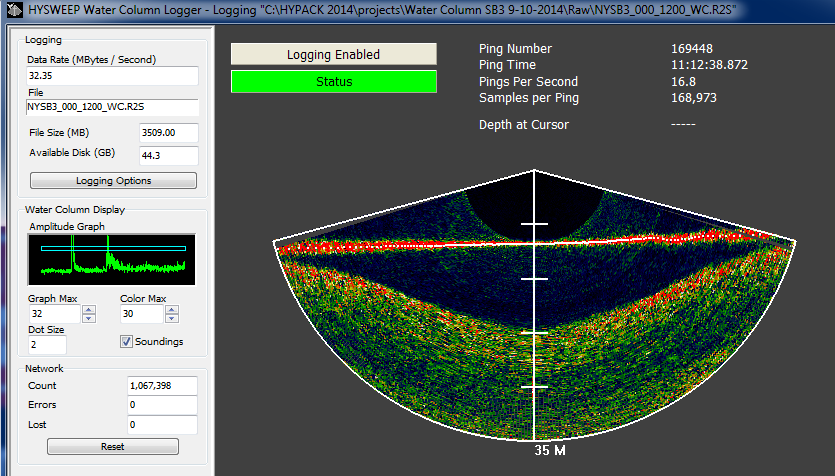 HYSWEEP Water Column Logger - Logging "C:\HYPACK 2014\projects\Water Column SB3 9-10-2014\Raw\NYSB3_000_1200_WC.R2S"
Logging
Data Rate (MBytes / Second)
32.35
File
NYSB3_000_1200_WC.R2S
File Size (MB) 3509.00
Available Disk (GB) 44.3
Logging Options
Water Column Display
Amplitude Graph
Graph Max Color Max
32 30
Dot Size
2 Soundings
Network
Count 1,067,398
Errors 0
Lost 0
Reset
Logging Enabled
Status
Ping Number 169448
Ping Time 11:12:38.872
Pings Per Second 16.8
Samples per Ping 168,973
Depth at Cursor -----
35 M